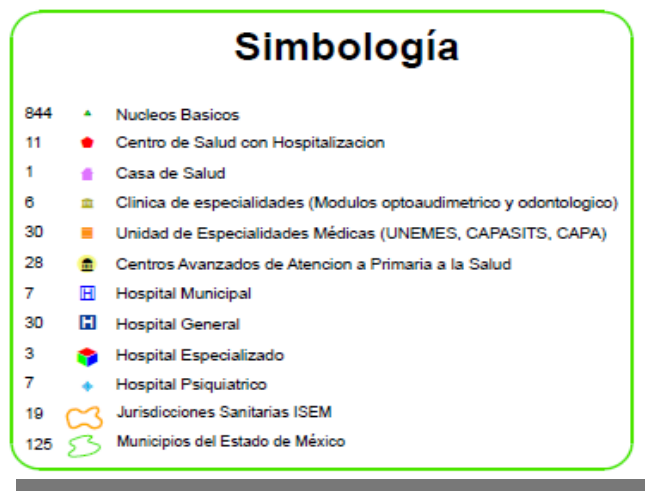 Simbología
844 Nucleos Basicos
11 Centro de Salud con Hospitalizacion
1 Casa de Salud
6 Clinica de especialidades (Modulos optoaudimetrico y odontologico)
30 Unidad de Especialidades Médicas (UNEMES, CAPASITS, CAPA)
28 Centros Avanzados de Atencion a Primaria a la Salud
7 H Hospital Municipal
30 H Hospital General
3 Hospital Especializado
7 Hospital Psiquiatrico
19 Jurisdicciones Sanitarias ISEM
125 Municipios del Estado de México